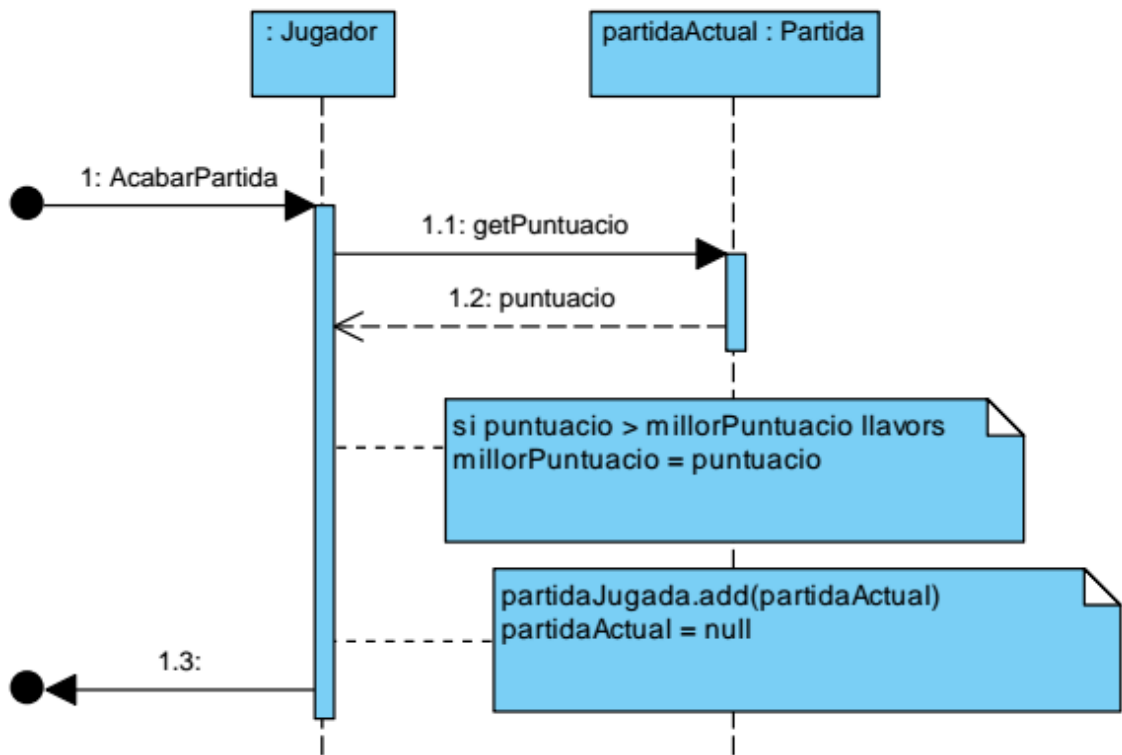 : Jugador
partidaActual : Partida
1: AcabarPartida
1.1: getPuntuacio
1.2: puntuacio
si puntuacio > millorPuntuacio llavors
millorPuntuacio = puntuacio
partidaJugada.add(partidaActual)
partidaActual = null
1.3: